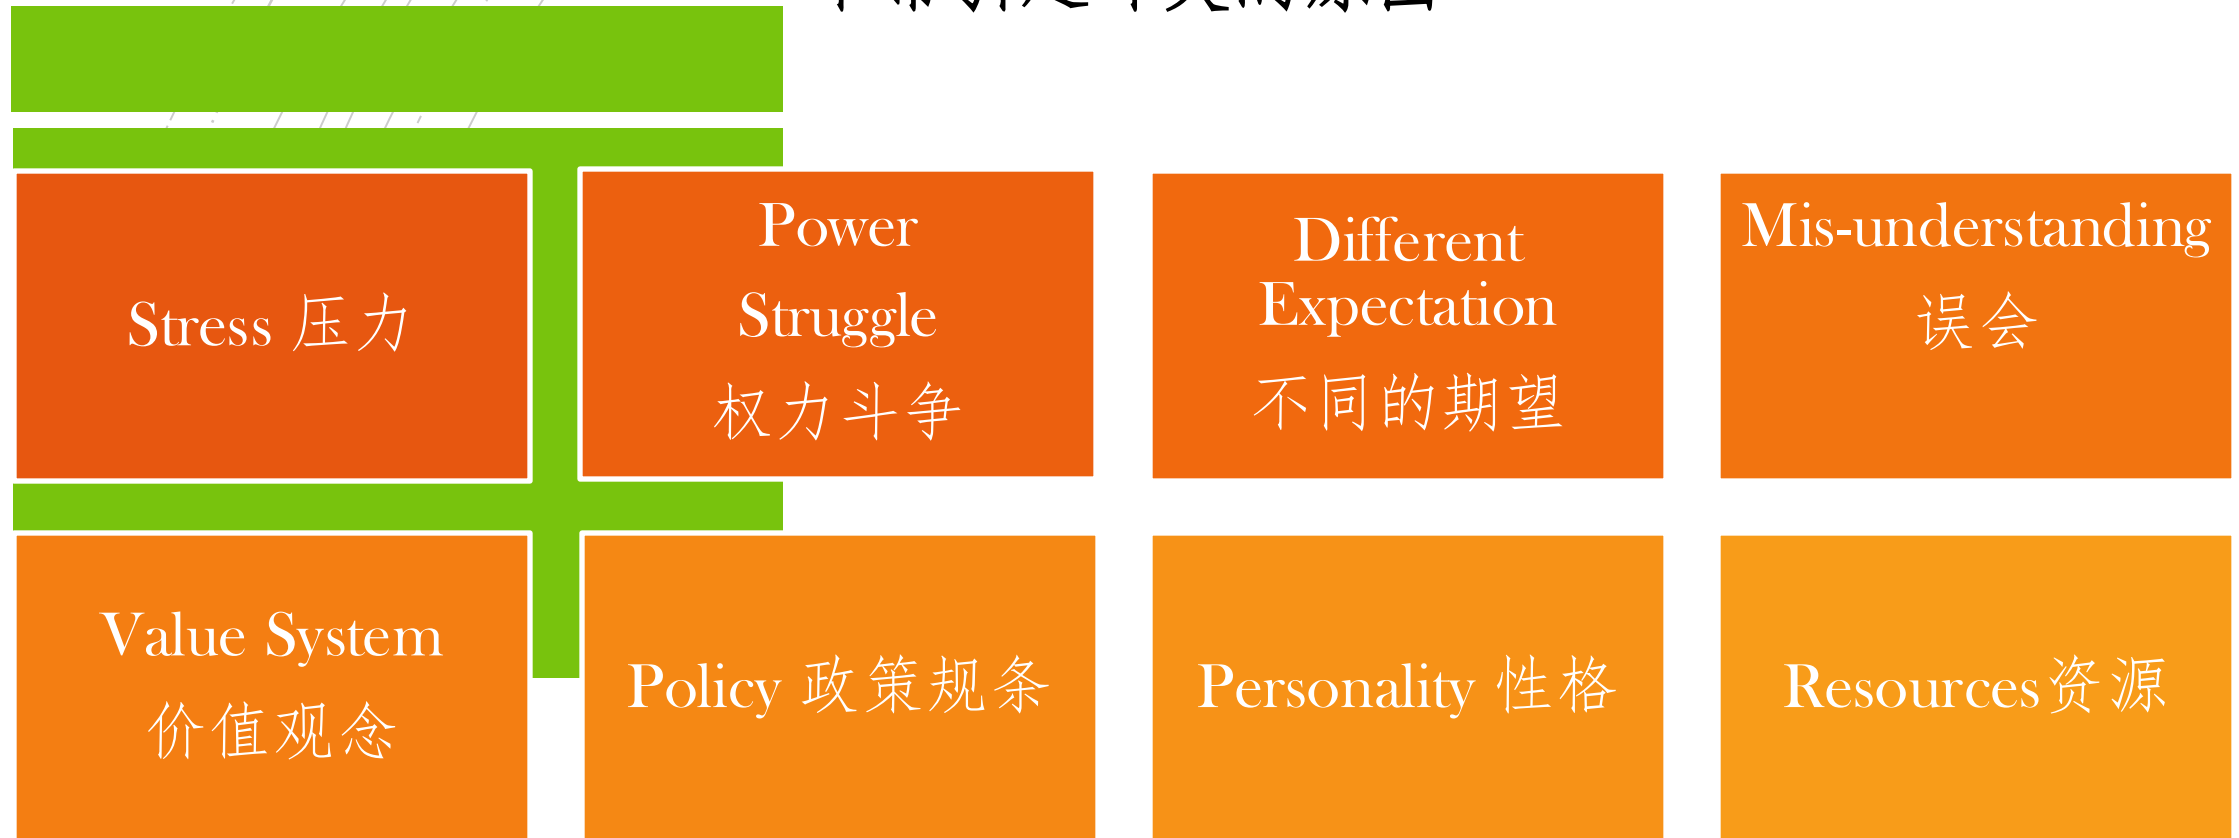 Stress 压力
Power
Struggle
权力斗争
Different
Expectation
不同的期望
Mis-understanding
误会
Value System
价值观念
Policy 政策规条
Personality 性格
Resources资源